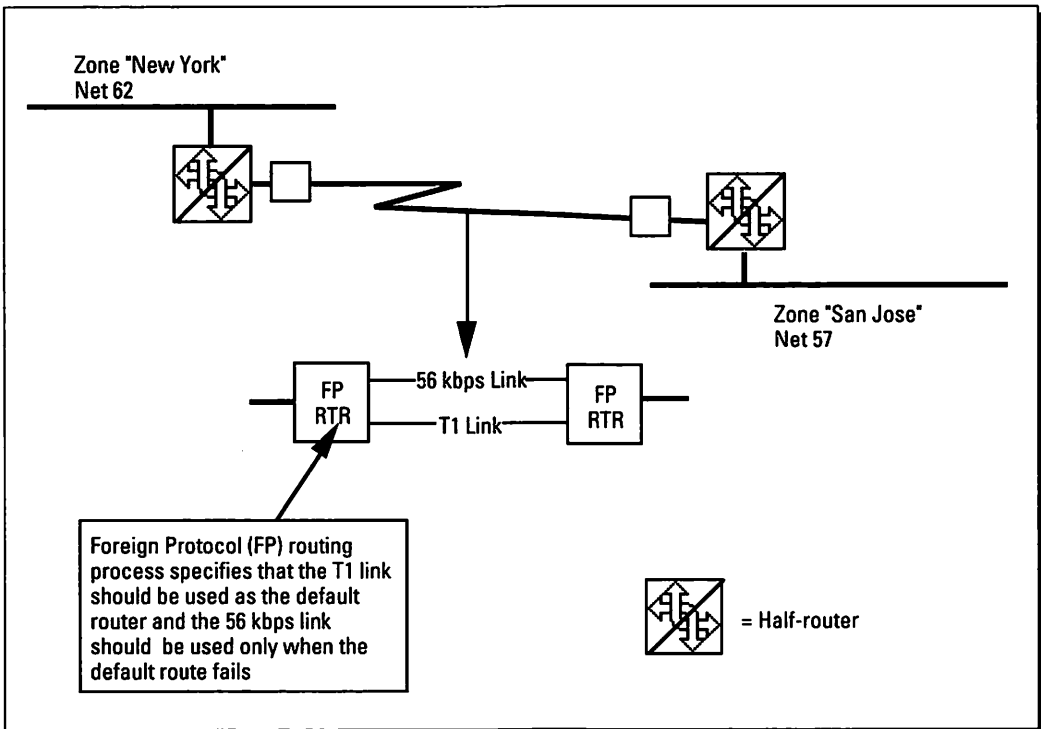 Zone "New York"
Net 62
Zone "San Jose"
Net 57
FP
RTR
56 kbps Link
T1 Link
FP
RTR
Foreign Protocol (FP) routing
process specifies that the T1 link
should be used as the default
router and the 56 kbps link
should be used only when the
default route fails
= Half-router